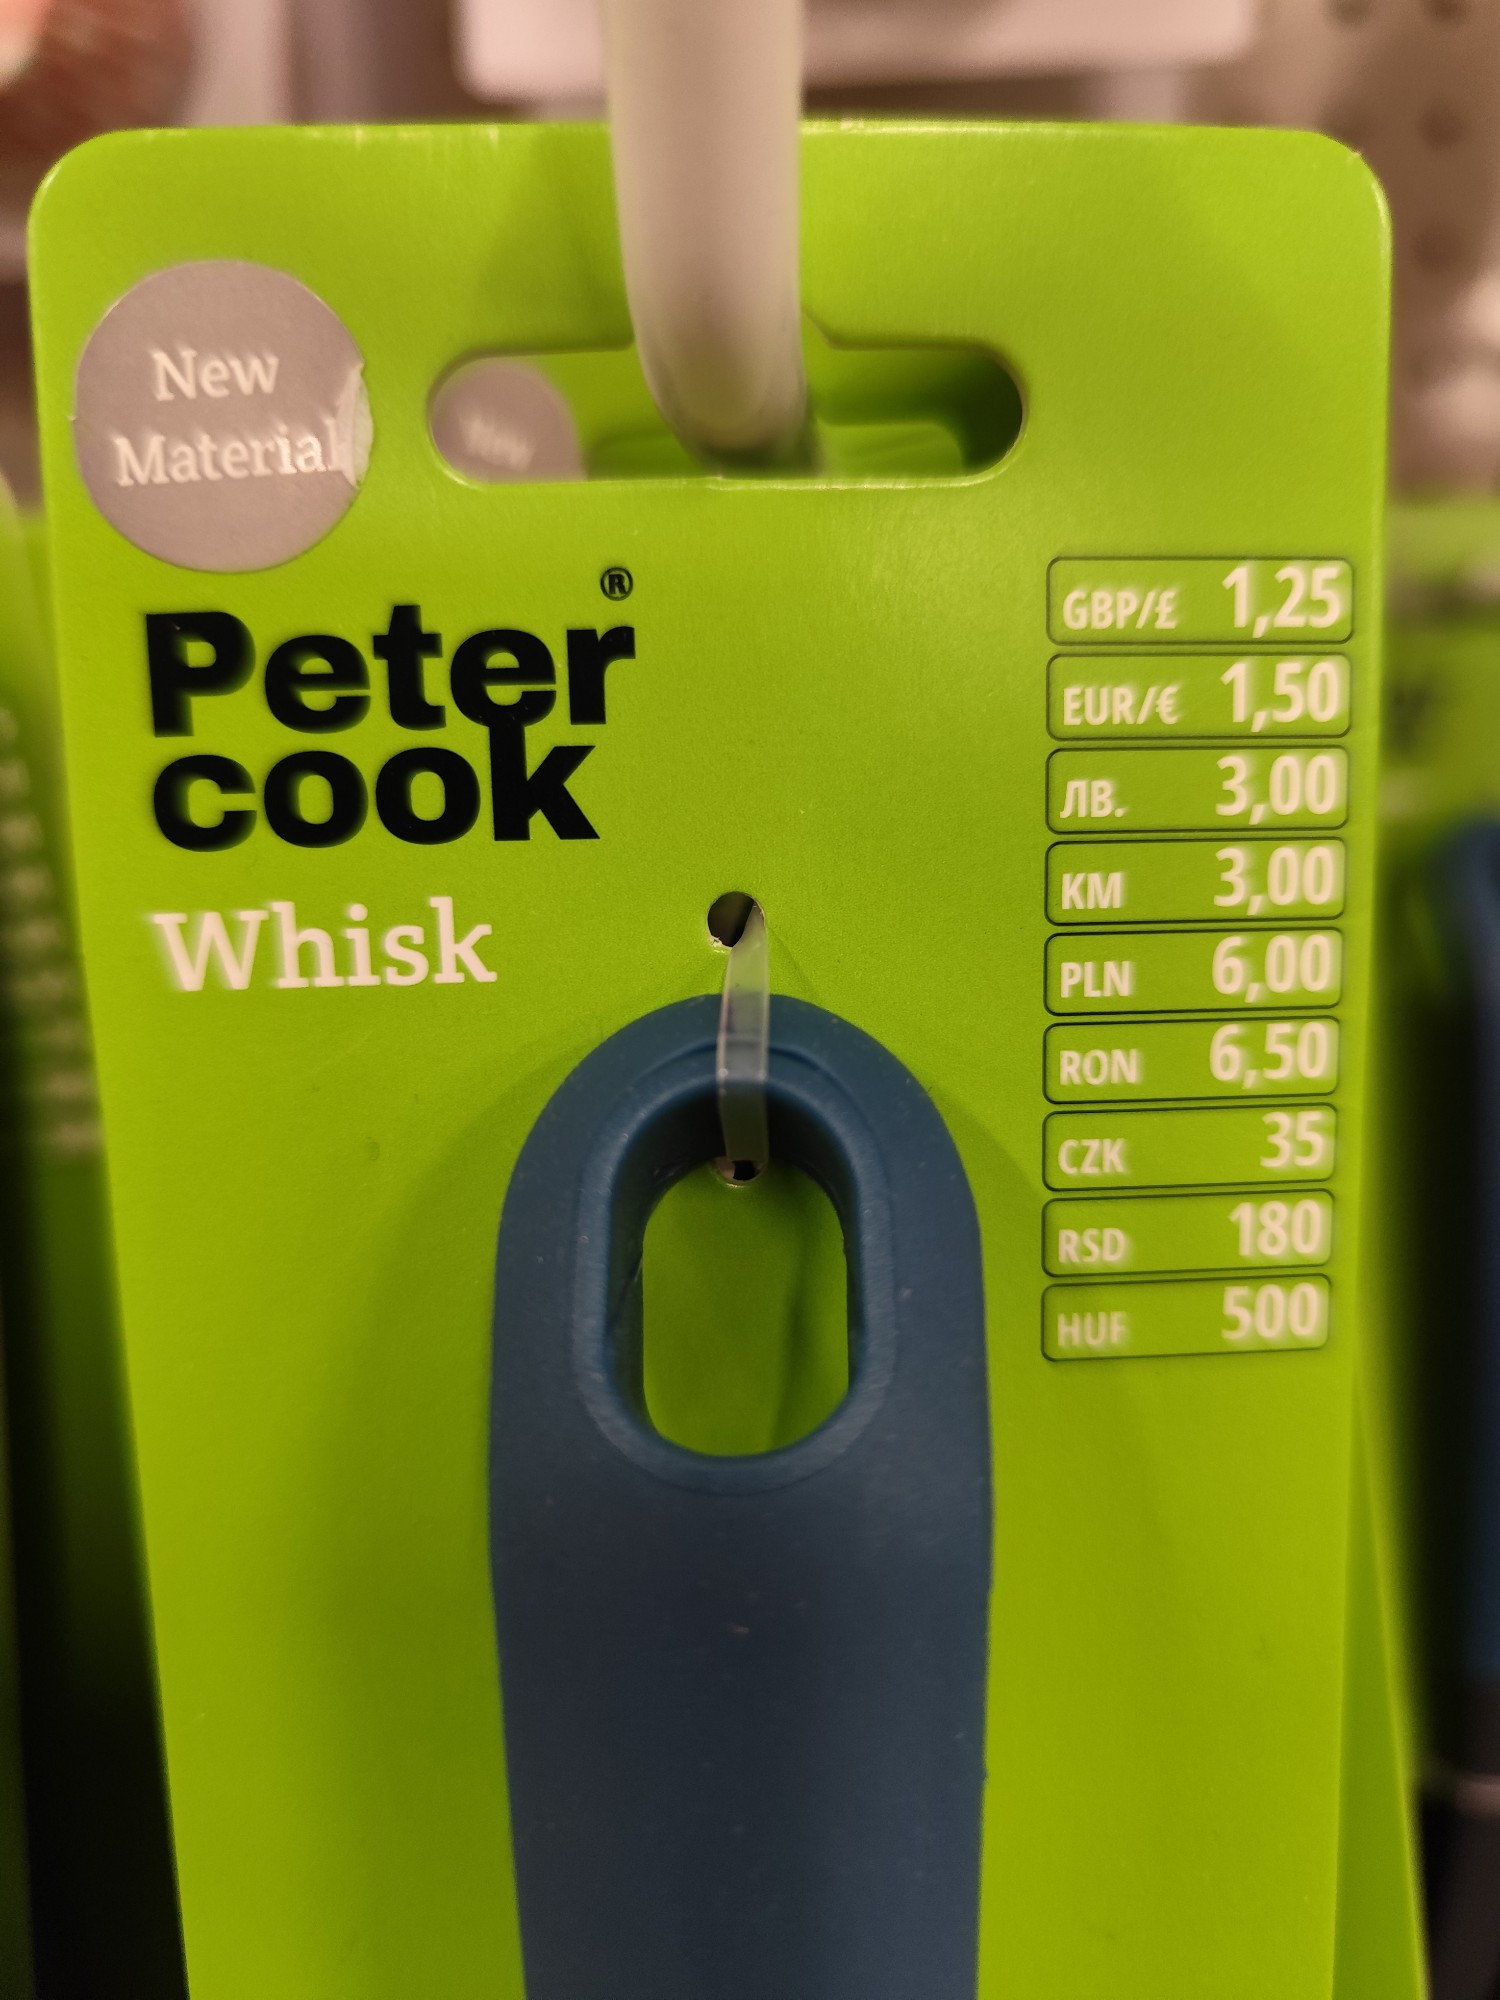 New
Material
New
Peter®
cook
Whisk
GBP/£ 1,25
EUR/€ 1,50
ЛВ. 3,00
KM 3,00
PLN 6,00
RON 6,50
CZK 35
RSD 180
HUF 500